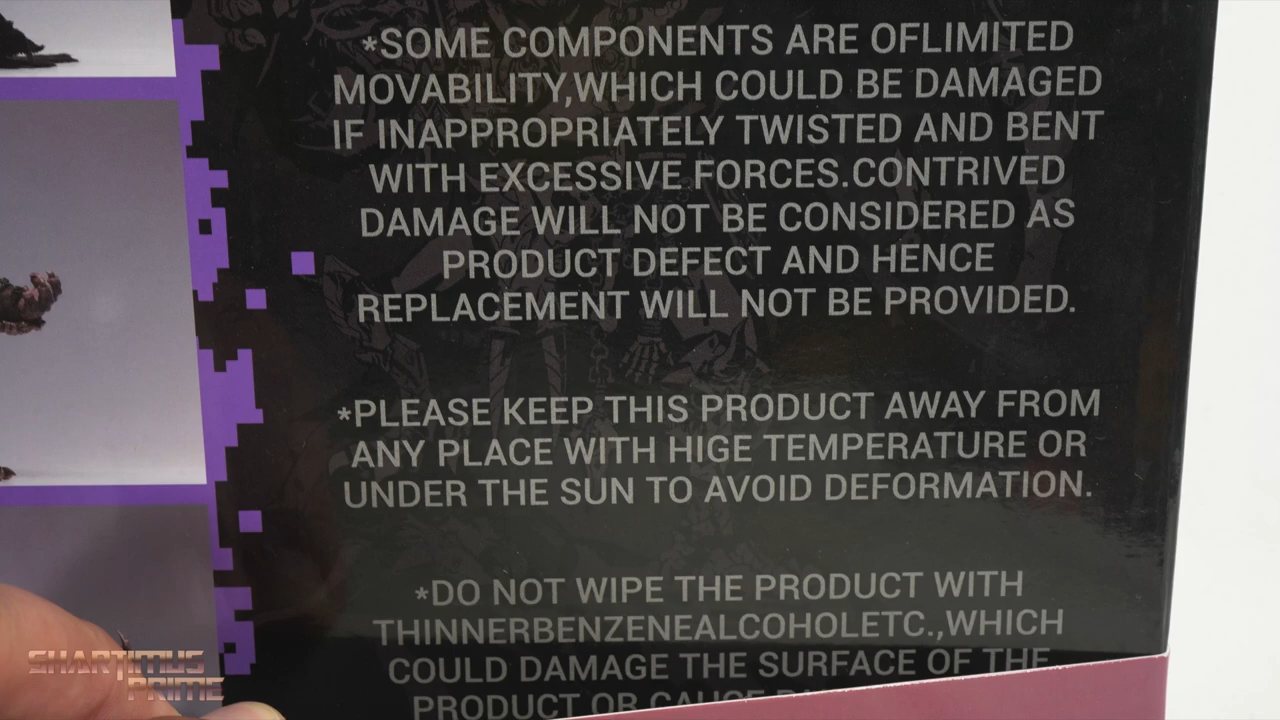 *SOME COMPONENTS ARE OFLIMITED
MOVABILITY,WHICH COULD BE DAMAGED
IF INAPPROPRIATELY TWISTED AND BENT
WITH EXCESSIVE FORCES.CONTRIVED
DAMAGE WILL NOT BE CONSIDERED AS
PRODUCT DEFECT AND HENCE
REPLACEMENT WILL NOT BE PROVIDED.
*PLEASE KEEP THIS PRODUCT AWAY FROM
ANY PLACE WITH HIGE TEMPERATURE OR
UNDER THE SUN TO AVOID DEFORMATION.
*DO NOT WIPE THE PRODUCT WITH
THINNERBENZENEALCOHOLETC.,WHICH
COULD DAMAGE THE SURFACE OF THE
PRODUCT OR CAUSE
SHARTIMUS
PRIME